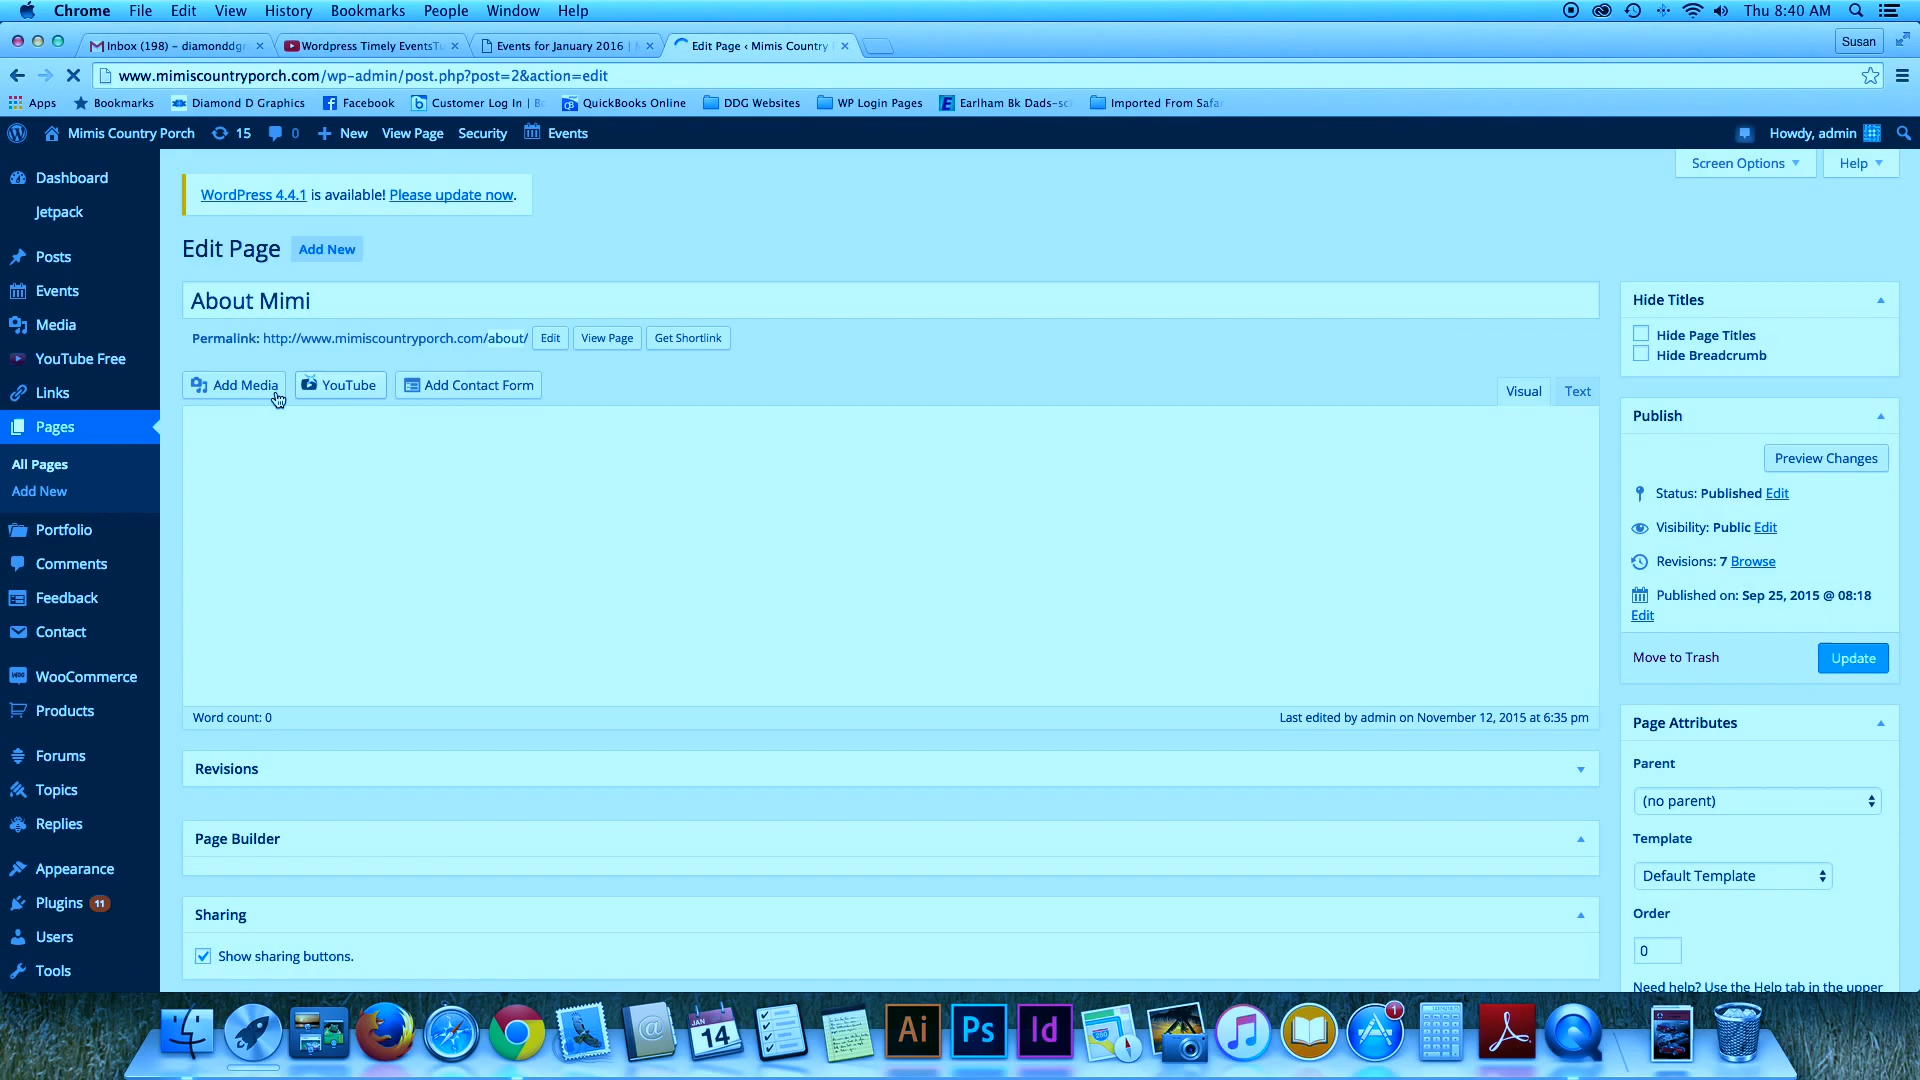 Chrome File Edit View History Bookmarks People Window Help Thu 8:40 AM
Inbox (198) – diamonddgr Wordpress Timely EventsTu Events for January 2016 | Edit Page ‹ Mimis Country Susan
www.mimiscountryporch.com/wp-admin/post.php?post=2&action=edit
Apps Bookmarks Diamond D Graphics Facebook Customer Log In | QuickBooks Online DDG Websites WP Login Pages Earlham Bk Dads-sc Imported From Safar
Mimis Country Porch 15 0 New View Page Security Events Howdy, admin
Screen Options Help
Dashboard
Jetpack
Posts
Events
Media
YouTube Free
Links
Pages
All Pages
Add New
Portfolio
Comments
Feedback
Contact
WooCommerce
Products
Forums
Topics
Replies
Appearance
Plugins 11
Users
Tools
WordPress 4.4.1 is available! Please update now.
Edit Page Add New
About Mimi
Permalink: http://www.mimiscountryporch.com/about/ Edit View Page Get Shortlink
Add Media YouTube Add Contact Form Visual Text
Word count: 0 Last edited by admin on November 12, 2015 at 6:35 pm
Revisions
Page Builder
Sharing
Show sharing buttons.
Hide Titles
Hide Page Titles
Hide Breadcrumb
Publish
Preview Changes
Status: Published Edit
Visibility: Public Edit
Revisions: 7 Browse
Published on: Sep 25, 2015 @ 08:18
Edit
Move to Trash Update
Page Attributes
Parent
(no parent)
Template
Default Template
Order
0
Need help? Use the Help tab in the upper
JAN
14
Ai Ps Id
1